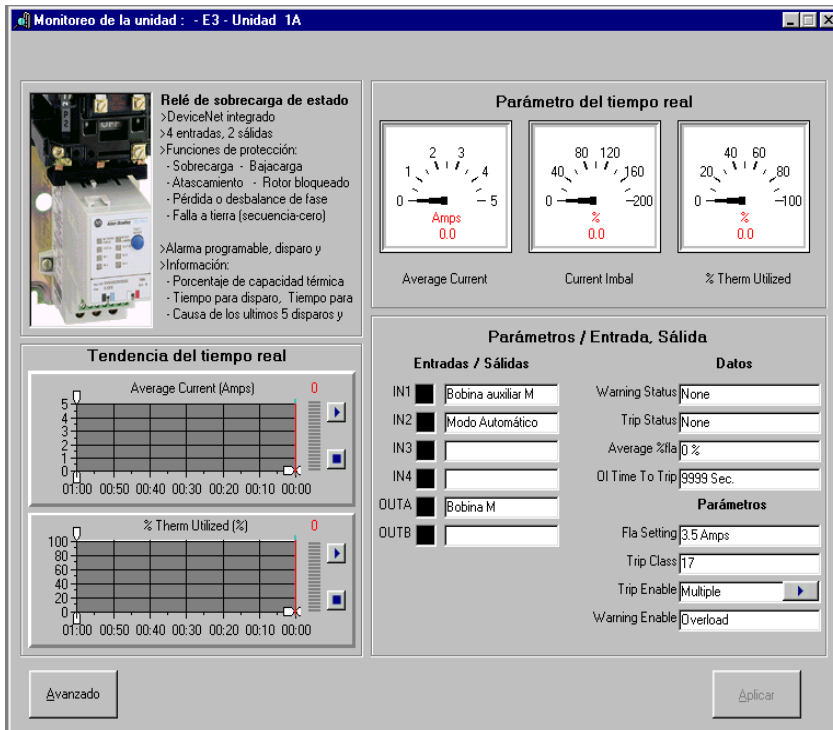 Monitoreo de la unidad : - E3 - Unidad 1A
Relé de sobrecarga de estado
>DeviceNet integrado
>4 entradas, 2 sálidas
>Funciones de protección:
- Sobrecarga - Bajacarga
- Atascamiento - Rotor bloqueado
- Pérdida o desbalance de fase
- Falla a tierra (secuencia-cero)
>Alarma programable, disparo y
>Información:
- Porcentaje de capacidad térmica
- Tiempo para disparo, Tiempo para
- Causa de los ultimos 5 disparos y
Allen-Bradley
Parámetro del tiempo real
0 1 2 3 4 5
Amps
0.0
Average Current
0 40 80 120 160 200
%
0.0
Current Imbal
0 20 40 60 80 100
%
0.0
% Therm Utilized
Tendencia del tiempo real
Average Current (Amps) 0
5
4
3
2
1
0
01:00 00:50 00:40 00:30 00:20 00:10 00:00
% Therm Utilized (%) 0
100
80
60
40
20
0
01:00 00:50 00:40 00:30 00:20 00:10 00:00
Parámetros / Entrada, Sálida
Entradas / Sálidas
IN1 Bobina auxiliar M
IN2 Modo Automático
IN3
IN4
OUTA Bobina M
OUTB
Datos
Warning Status None
Trip Status None
Average %fla 0 %
Ol Time To Trip 9999 Sec.
Parámetros
Fla Setting 3.5 Amps
Trip Class 17
Trip Enable Multiple
Warning Enable Overload
Avanzado
Aplicar